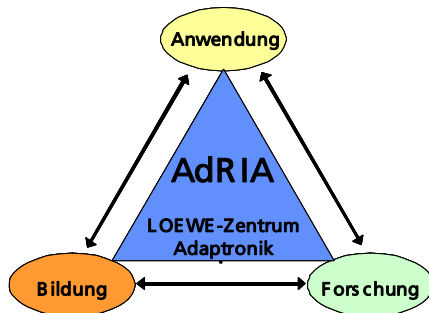 Anwendung
AdRIA
LOEWE-Zentrum
Adaptronik
Bildung
Forschung